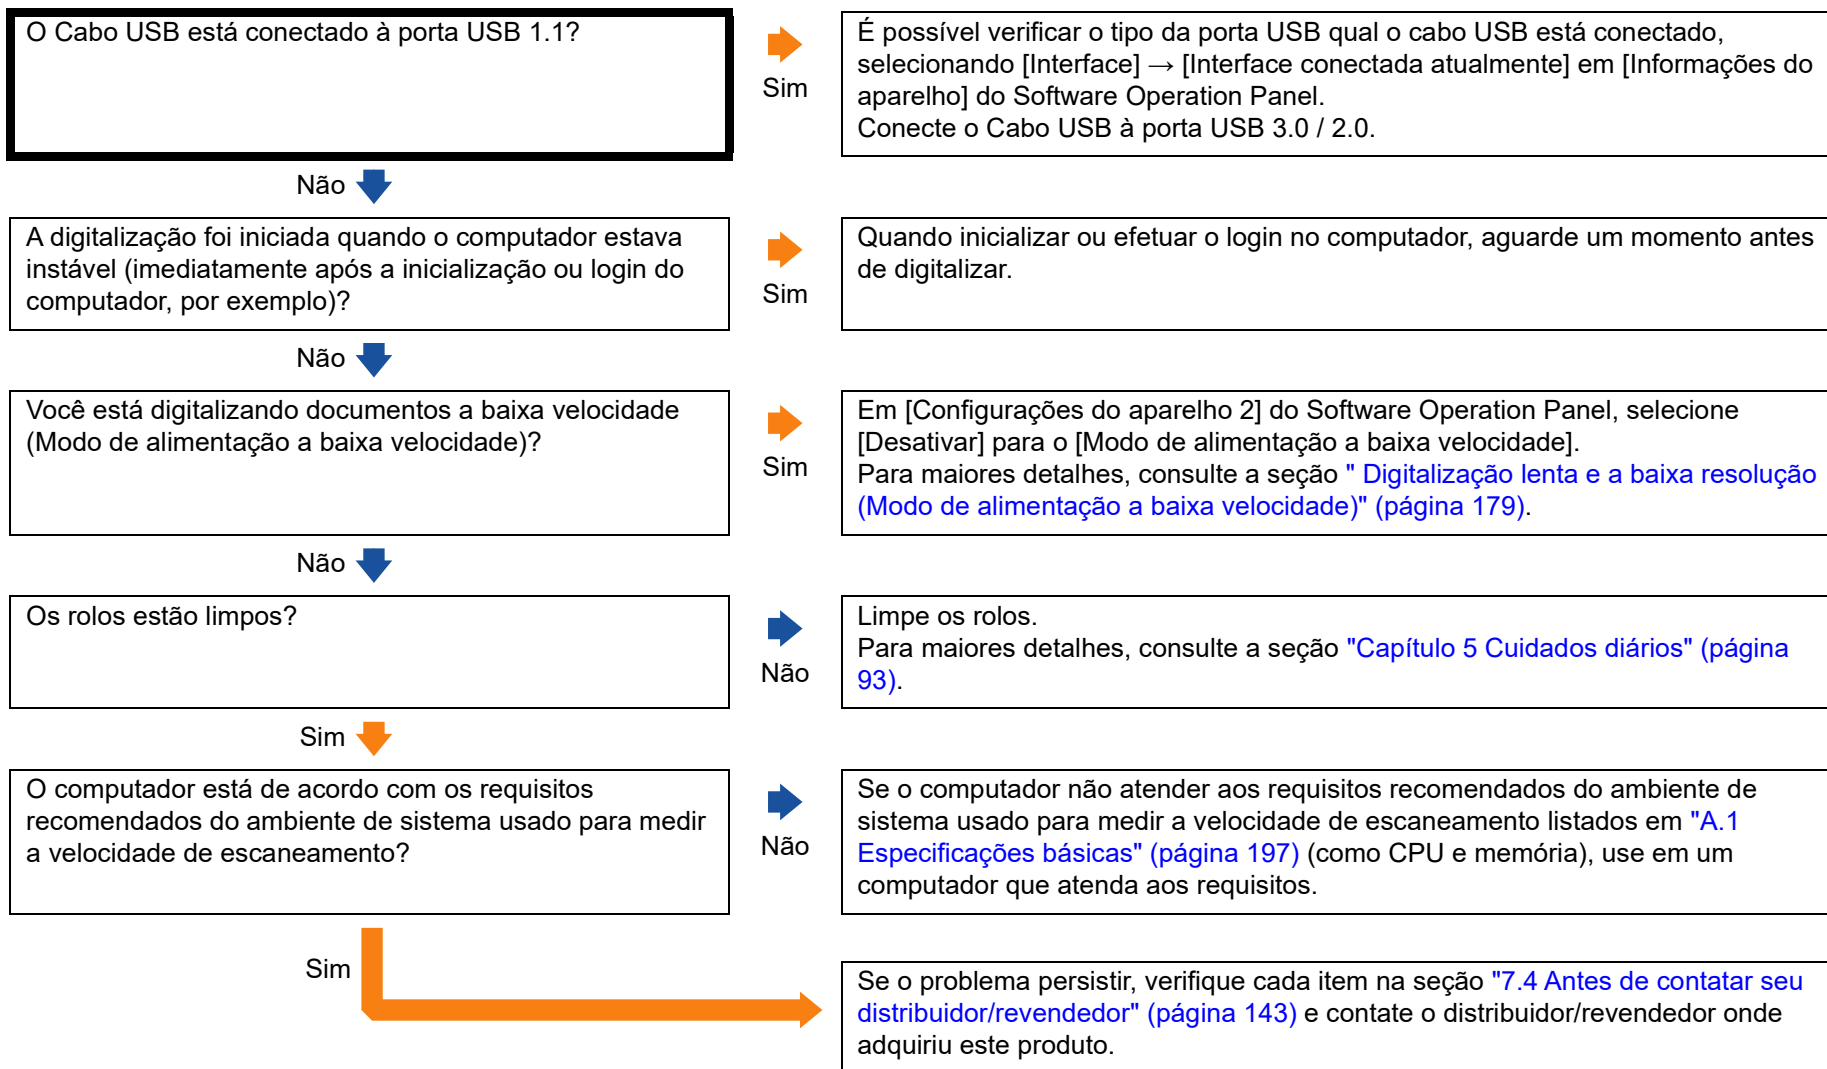 O Cabo USB está conectado à porta USB 1.1?
Sim
É possível verificar o tipo da porta USB qual o cabo USB está conectado,
selecionando [Interface] → [Interface conectada atualmente] em [Informações do
aparelho] do Software Operation Panel.
Conecte o Cabo USB à porta USB 3.0 / 2.0.
Não
A digitalização foi iniciada quando o computador estava
instável (imediatamente após a inicialização ou login do
computador, por exemplo)?
Sim
Quando inicializar ou efetuar o login no computador, aguarde um momento antes
de digitalizar.
Não
Você está digitalizando documentos a baixa velocidade
(Modo de alimentação a baixa velocidade)?
Sim
Em [Configurações do aparelho 2] do Software Operation Panel, selecione
[Desativar] para o [Modo de alimentação a baixa velocidade].
Para maiores detalhes, consulte a seção " Digitalização lenta e a baixa resolução
(Modo de alimentação a baixa velocidade)" (página 179).
Não
Os rolos estão limpos?
Não
Limpe os rolos.
Para maiores detalhes, consulte a seção "Capítulo 5 Cuidados diários" (página
93).
Sim
O computador está de acordo com os requisitos
recomendados do ambiente de sistema usado para medir
a velocidade de escaneamento?
Não
Se o computador não atender aos requisitos recomendados do ambiente de
sistema usado para medir a velocidade de escaneamento listados em "A.1
Especificações básicas" (página 197) (como CPU e memória), use em um
computador que atenda aos requisitos.
Sim
Se o problema persistir, verifique cada item na seção "7.4 Antes de contatar seu
distribuidor/revendedor" (página 143) e contate o distribuidor/revendedor onde
adquiriu este produto.